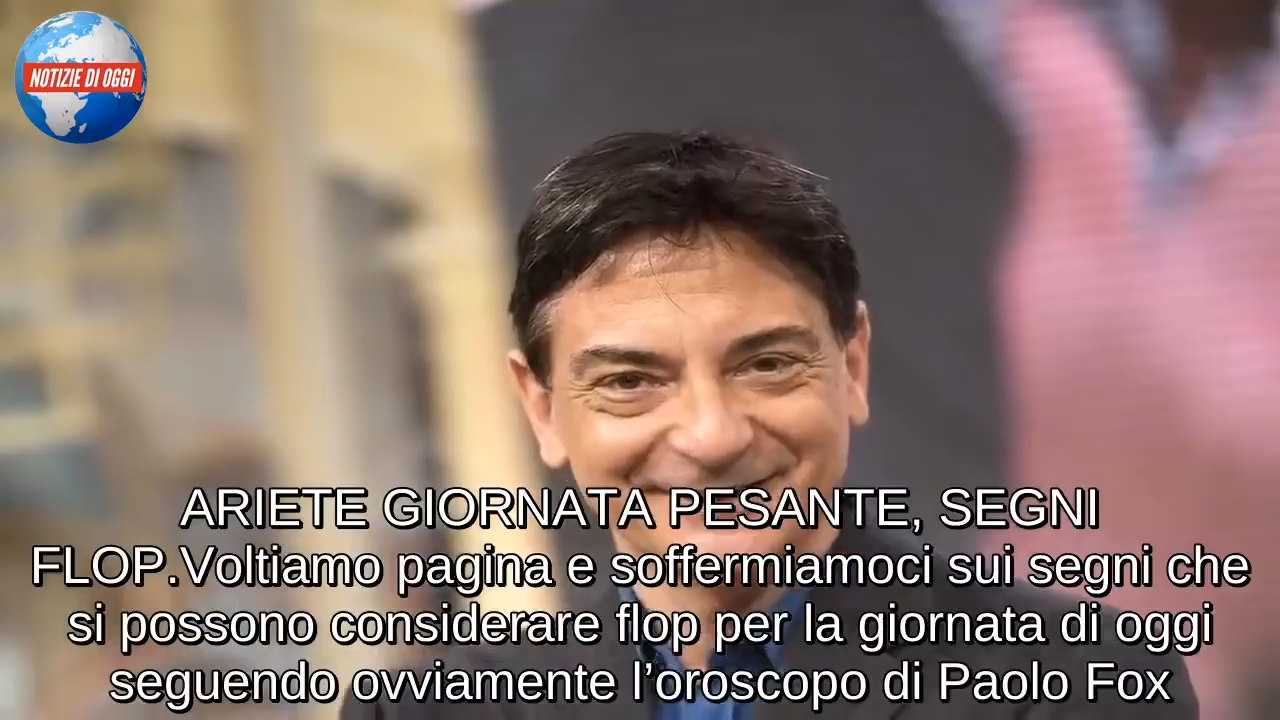 NOTIZIE DI OGGI
ARIETE GIORNATA PESANTE, SEGNI
FLOP.Voltiamo pagina e soffermiamoci sui segni che
si possono considerare flop per la giornata di oggi
seguendo ovviamente l’oroscopo di Paolo Fox